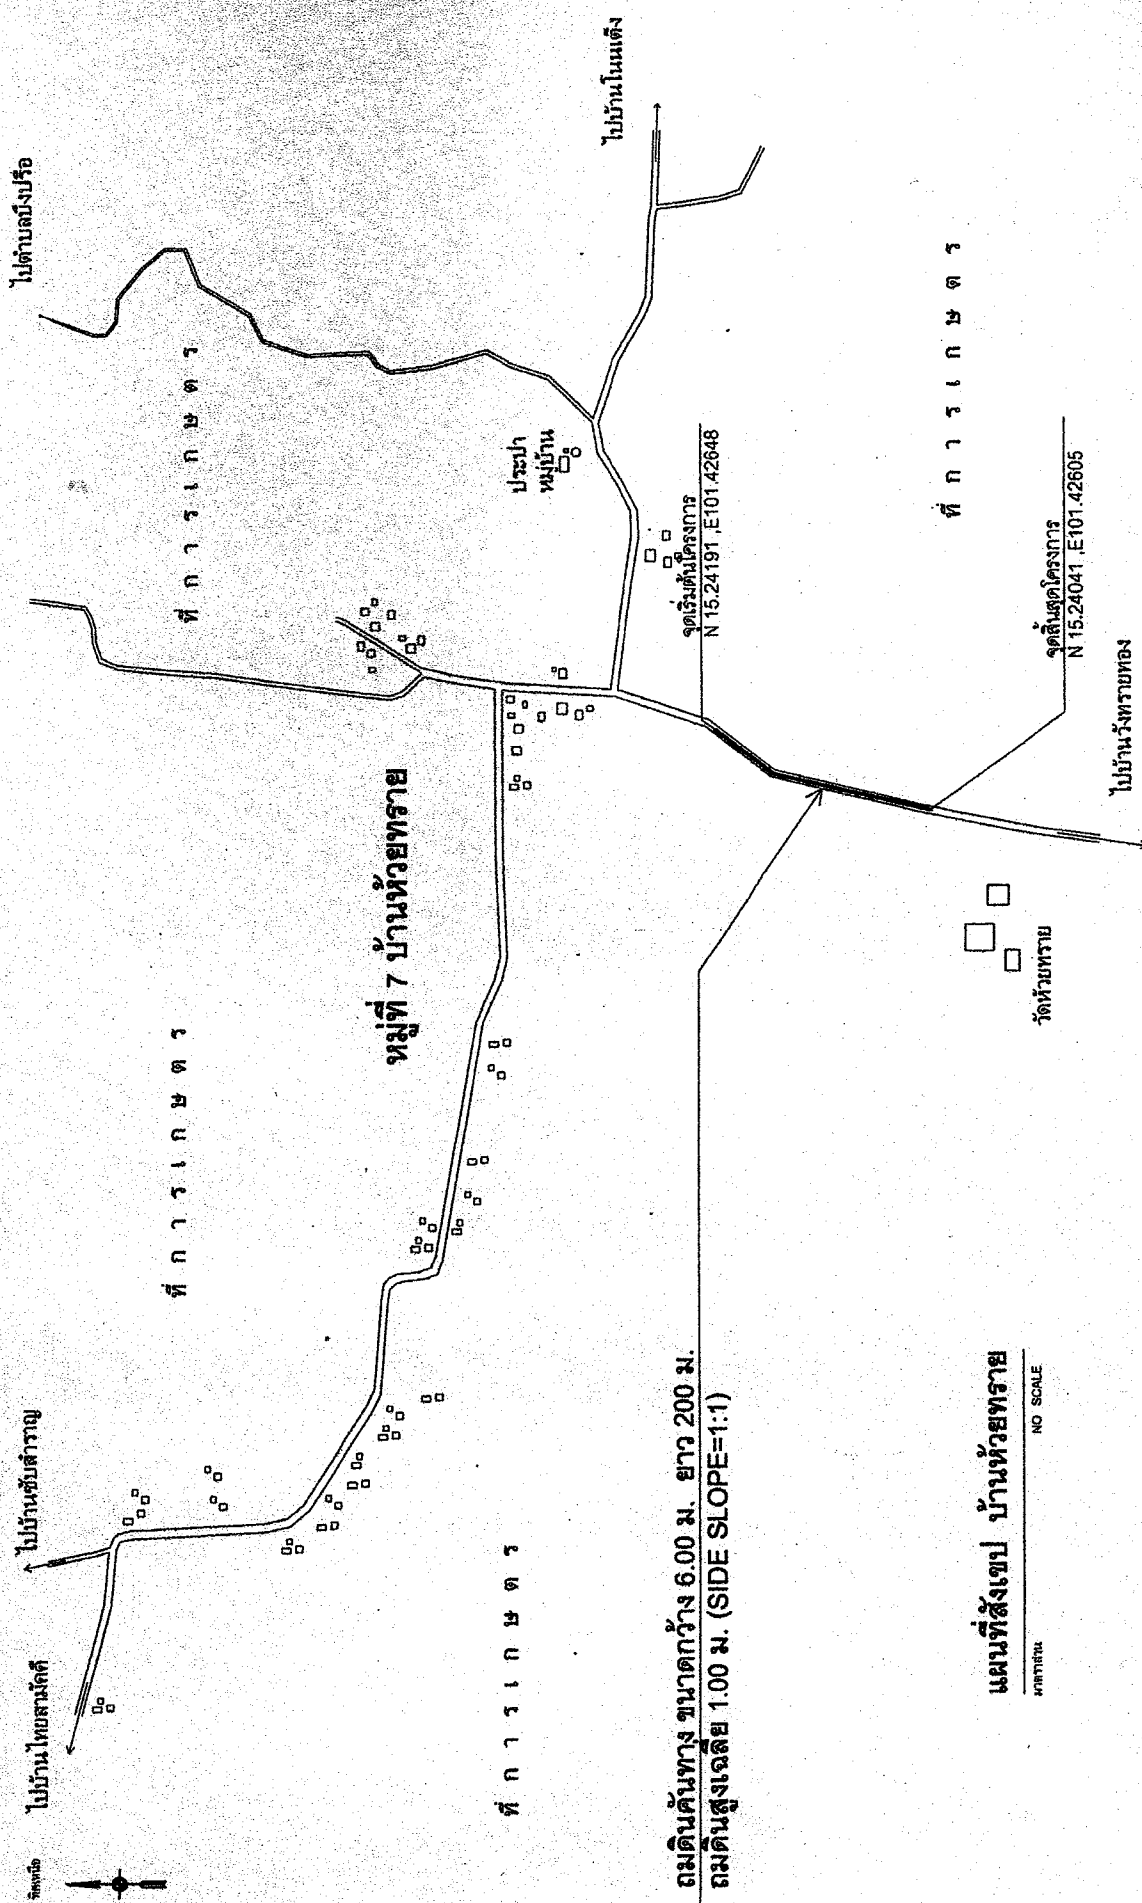 ทิศเหนือ
ไปบ้านไทยสามัคคี
ไปบ้านซับสำราญ
ไปตำบลบึงปรือ
ที่ การเกษตร
ที่ การเกษตร
หมู่ที่ 7 บ้านห้วยทราย
ประปา
หมู่บ้าน
ไปบ้านโนนเต็ง
ที่ การเกษตร
ถมดินคันทาง ขนาดกว้าง 6.00 ม. ยาว 200 ม.
ถมดินสูงเฉลี่ย 1.00 ม. (SIDE SLOPE=1:1)
จุดเริ่มต้นโครงการ
N 15.24191 ,E101.42648
ที่ การเกษตร
จุดสิ้นสุดโครงการ
N 15.24041 ,E101.42605
วัดห้วยทราย
ไปบ้านวังทรายทอง
แผนที่สังเขป บ้านห้วยทราย
มาตราส่วน NO SCALE